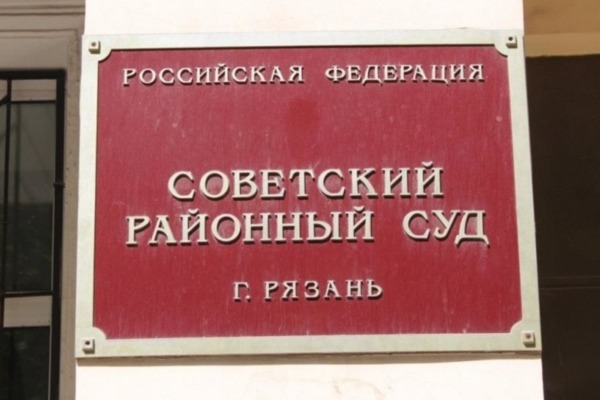 РОССИЙСКАЯ ФЕДЕРАЦИЯ
СОВЕТСКИЙ
РАЙОННЫЙ СУД
Г. РЯЗАНЬ